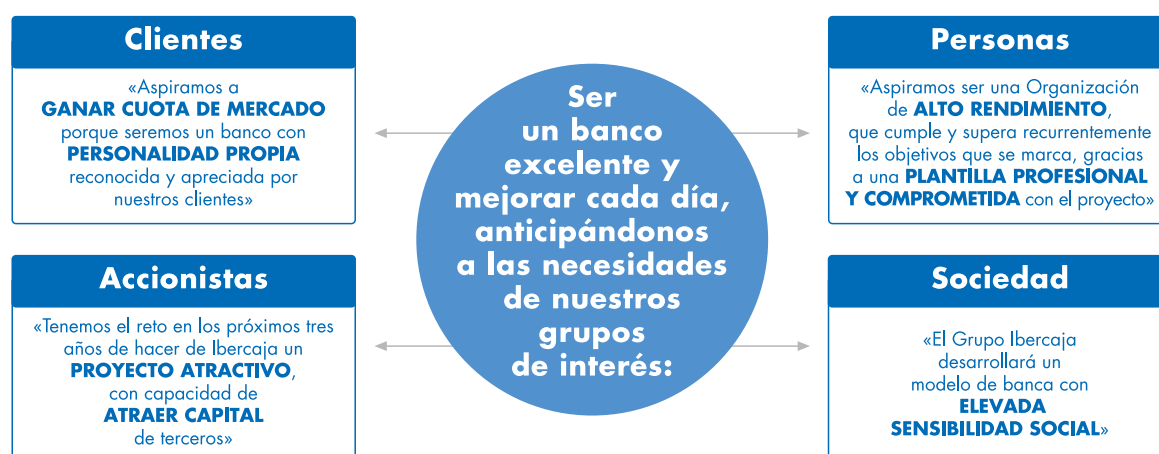 Clientes
«Aspiramos a
GANAR CUOTA DE MERCADO
porque seremos un banco con
PERSONALIDAD PROPIA
reconocida y apreciada por
nuestros clientes»
Personas
«Aspiramos ser una Organización
de ALTO RENDIMIENTO,
que cumple y supera recurrentemente
los objetivos que se marca, gracias
a una PLANTILLA PROFESIONAL
Y COMPROMETIDA con el proyecto»
Ser
un banco
excelente y
mejorar cada día,
anticipándonos
a las necesidades
de nuestros
grupos
de interés:
Accionistas
«Tenemos el reto en los próximos tres
años de hacer de Ibercaja un
PROYECTO ATRACTIVO,
con capacidad de
ATRAER CAPITAL
de terceros»
Sociedad
«El Grupo Ibercaja
desarrollará un
modelo de banca con
ELEVADA
SENSIBILIDAD SOCIAL»